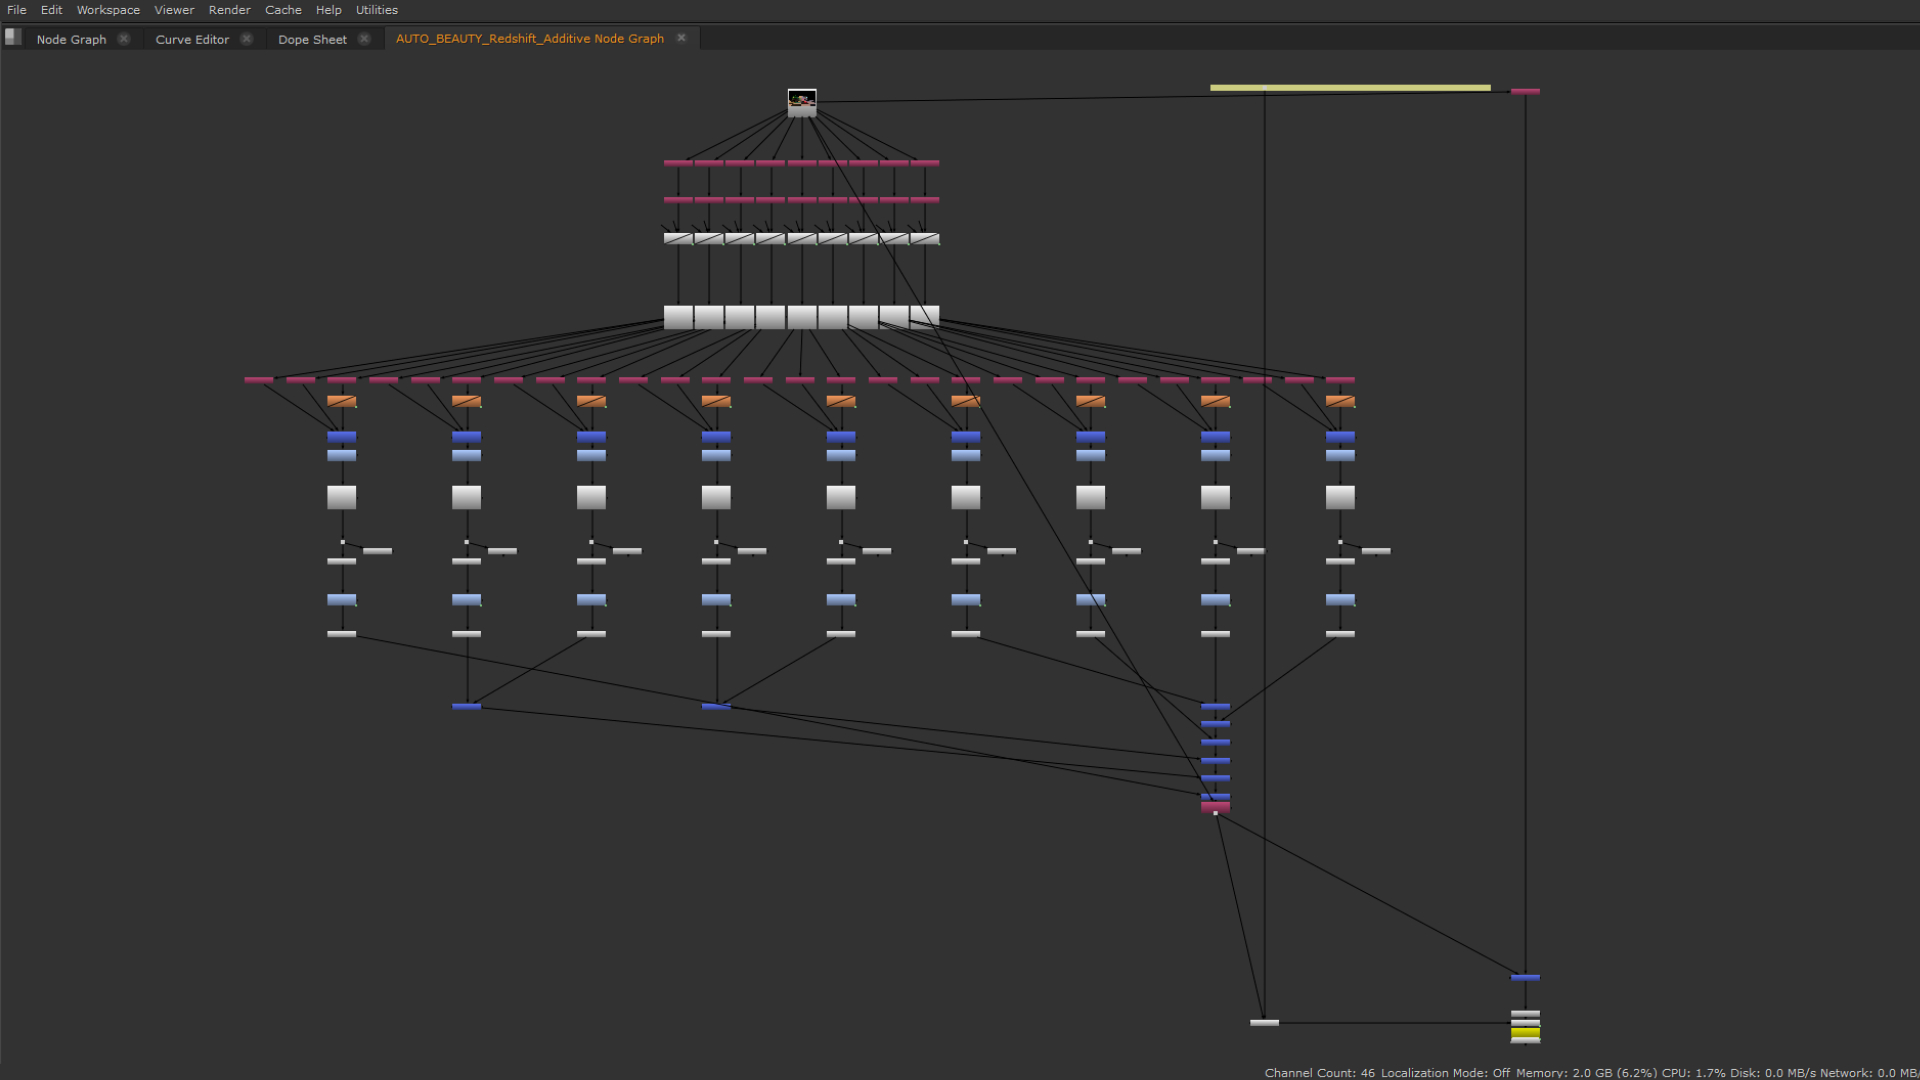 File Edit Workspace Viewer Render Cache Help Utilities
Node Graph Curve Editor Dope Sheet AUTO_BEAUTY_Redshift_Additive Node Graph
Channel Count: 46 Localization Mode: Off Memory: 2.0 GB (6.2%) CPU: 1.7% Disk: 0.0 MB/s Network: 0.0 MB/